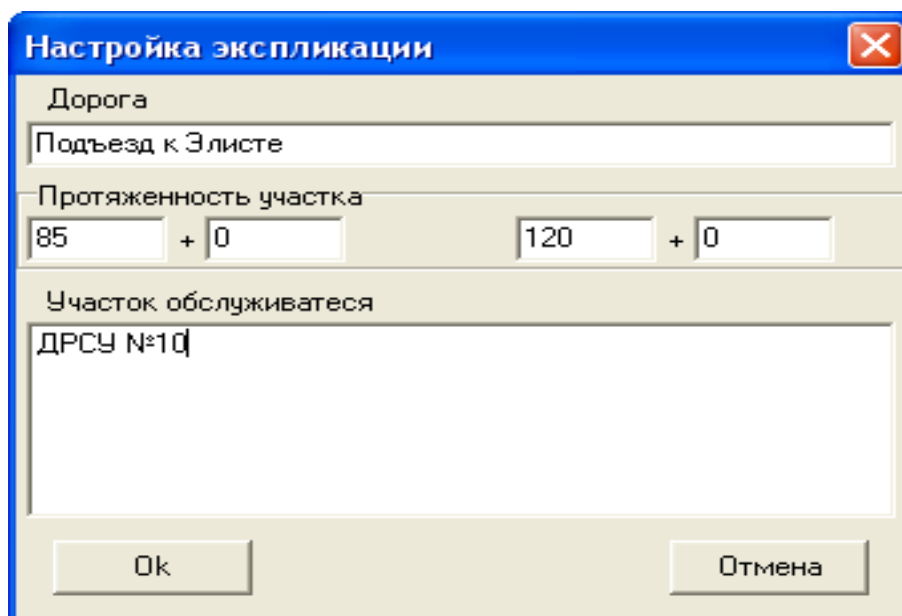 Настройка экспликации
Дорога
Подъезд к Элисте
Протяженность участка
85 + 0 120 + 0
Участок обслуживатеся
ДРСУ №10
Ok Отмена